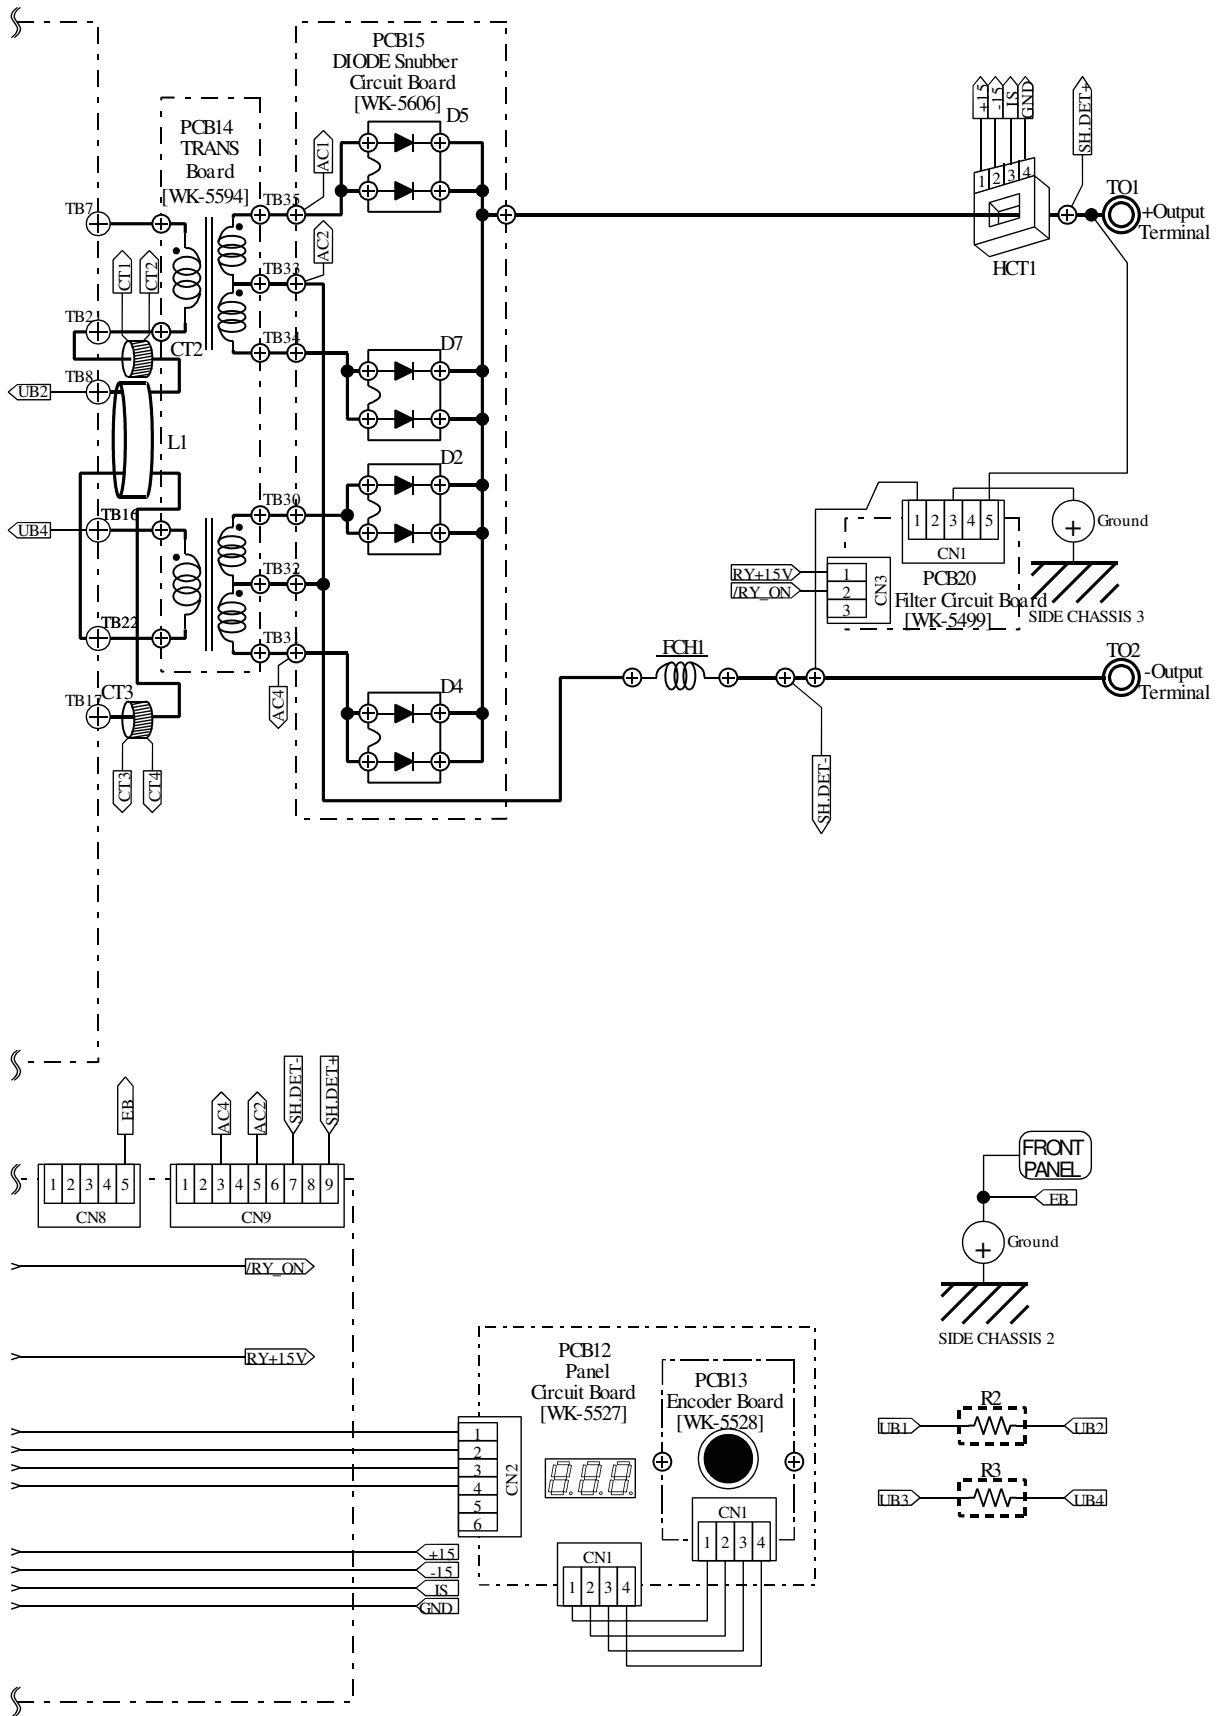 PCB15
DIODE Snubber
Circuit Board
[WK-5606]
D5
PCB14
TRANS
Board
[WK-5594]
AC1
TB35
TB7
AC2
CT1
CT2
TB33
TB2
CT2
TB34
D7
TB8
UB2
L1
D2
TB30
TB16
UB4
TB32
TB22
TB31
CT3
TB17
AC4
D4
CT3
CT4
+15
-15
IS
GND
SH.DET+
1 2 3 4
HCT1
TO1
+Output
Terminal
1 2 3 4 5
CN1
Ground
RY+15V
/RY_ON
1
2
3
CN3
PCB20
Filter Circuit Board
[WK-5499]
SIDE CHASSIS 3
FCH1
TO2
-Output
Terminal
SH.DET-
EB
AC4
AC2
SH.DET-
SH.DET+
1 2 3 4 5
CN8
1 2 3 4 5 6 7 8 9
CN9
/RY_ON
RY+15V
FRONT
PANEL
EB
Ground
SIDE CHASSIS 2
PCB12
Panel
Circuit Board
[WK-5527]
PCB13
Encoder Board
[WK-5528]
1
2
3
4
5
6
CN2
8.8.8.
CN1
1 2 3 4
CN1
1 2 3 4
+15
-15
IS
GND
R2
UB1
UB2
R3
UB3
UB4